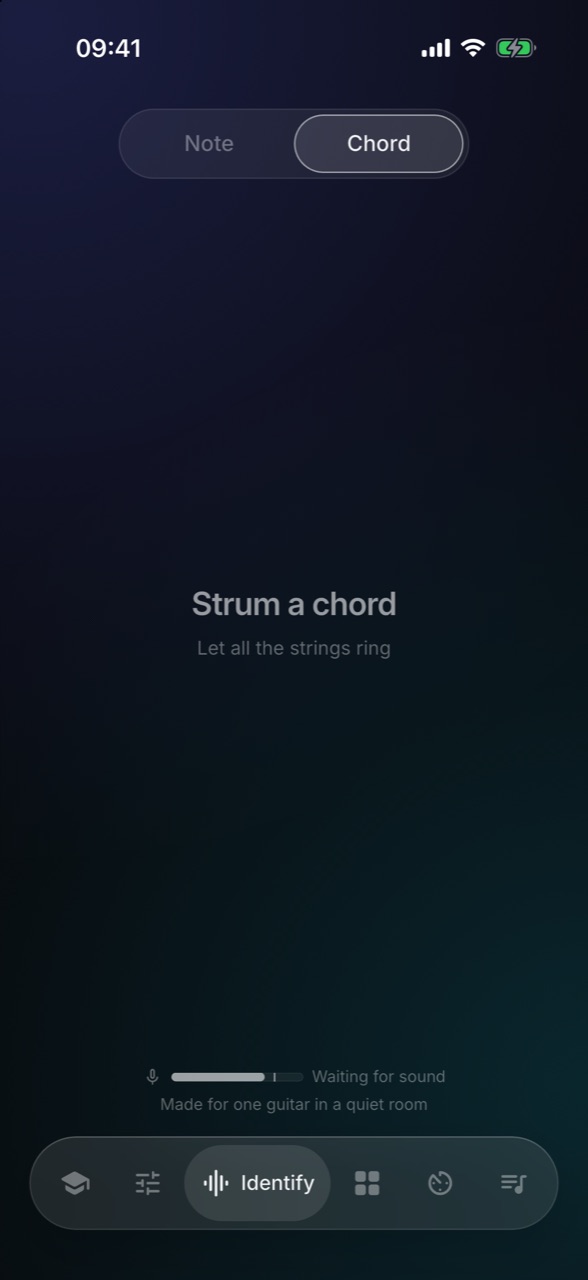 09:41
Note
Chord
Strum a chord
Let all the strings ring
Waiting for sound
Made for one guitar in a quiet room
Identify